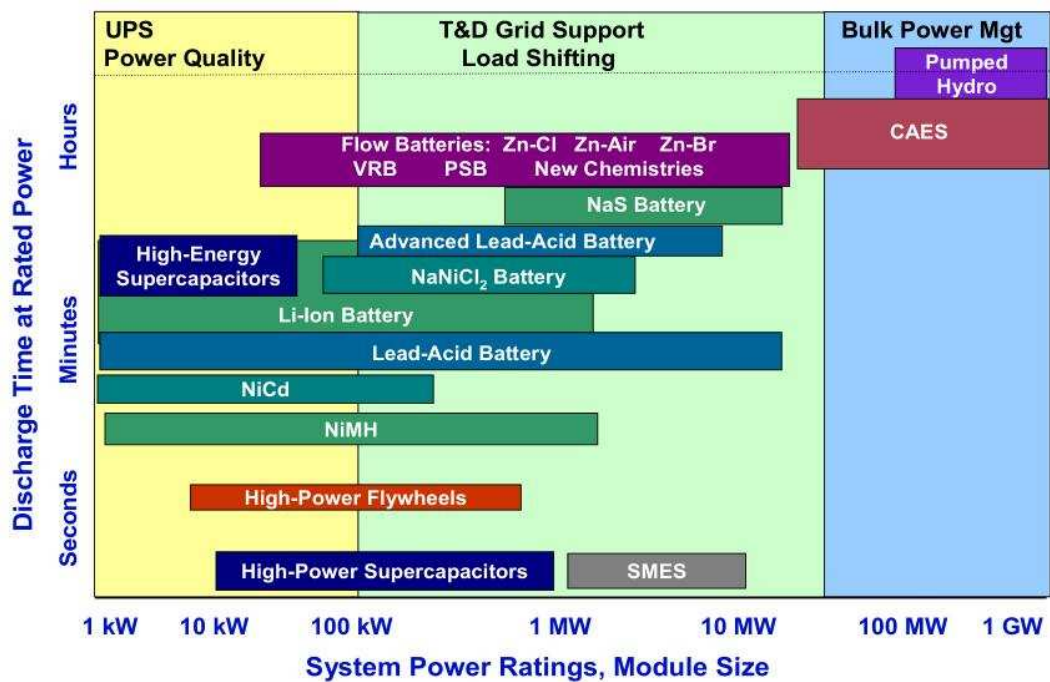 UPS
Power Quality
T&D Grid Support
Load Shifting
Bulk Power Mgt
Pumped
Hydro
CAES
Flow Batteries: Zn-Cl Zn-Air Zn-Br
VRB PSB New Chemistries
NaS Battery
Advanced Lead-Acid Battery
High-Energy
Supercapacitors
NaNiCl₂ Battery
Li-Ion Battery
Lead-Acid Battery
NiCd
NiMH
High-Power Flywheels
High-Power Supercapacitors
SMES
Discharge Time at Rated Power
Hours
Minutes
Seconds
1 kW 10 kW 100 kW 1 MW 10 MW 100 MW 1 GW
System Power Ratings, Module Size